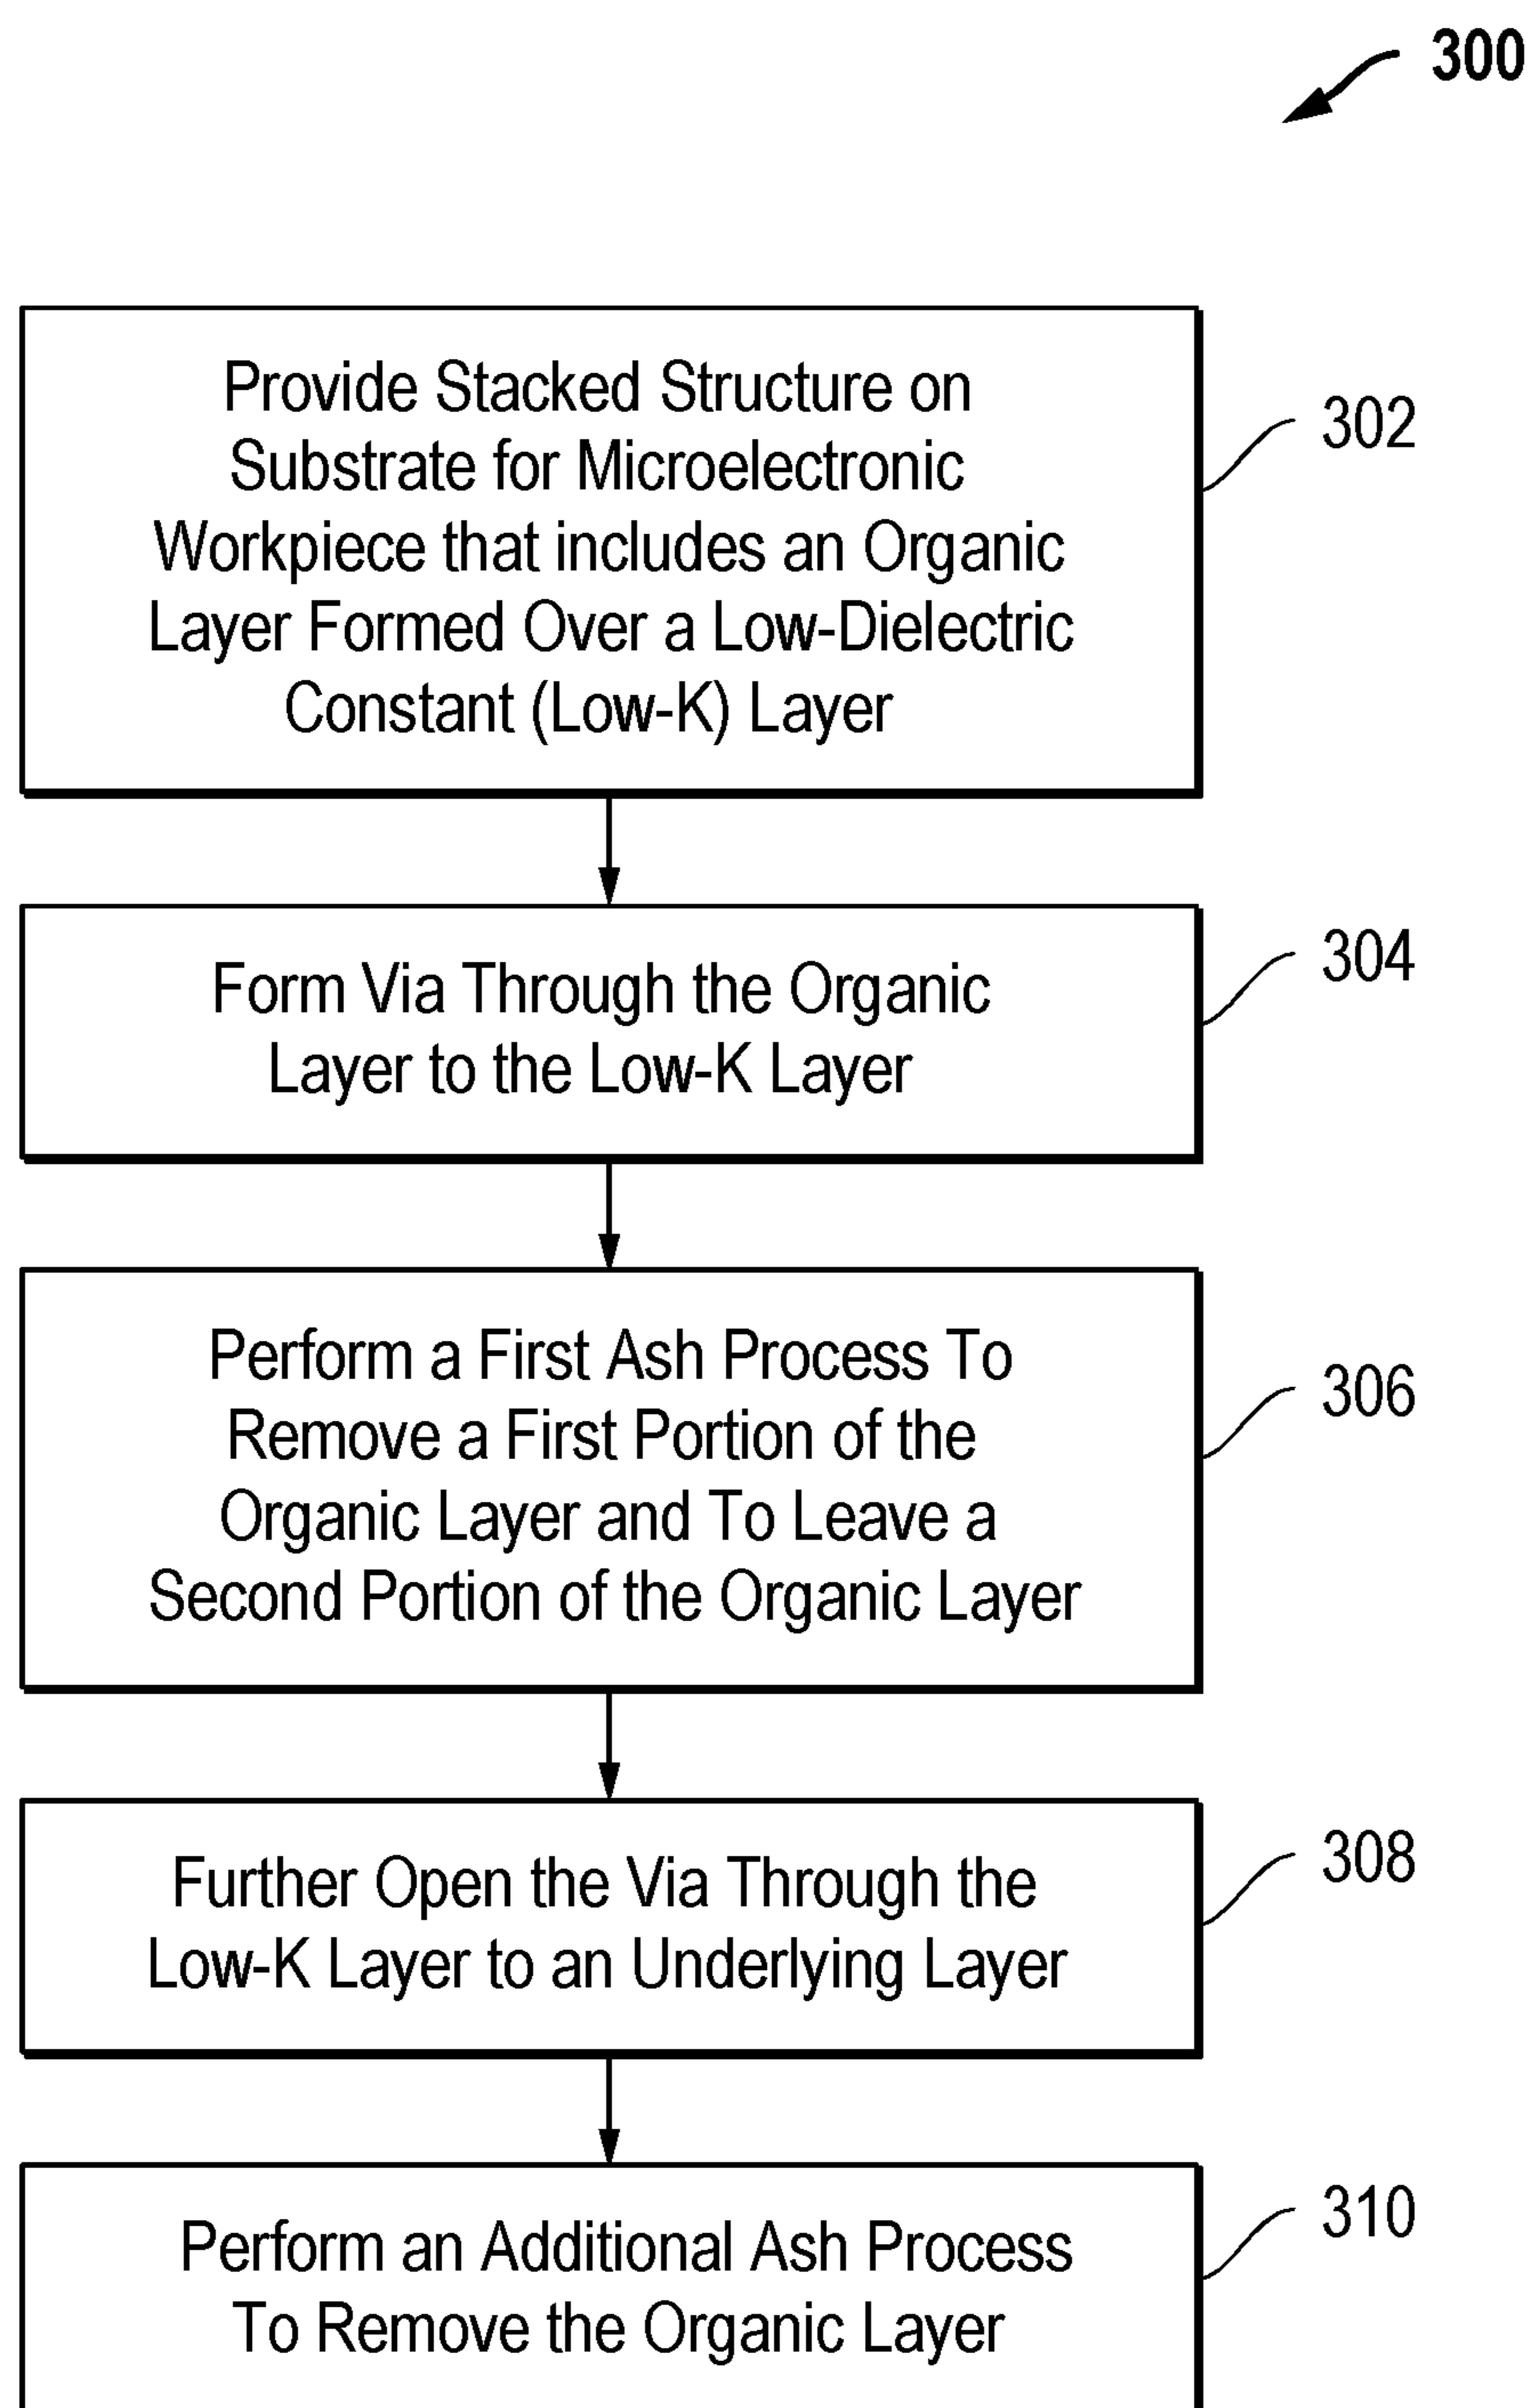 300
Provide Stacked Structure on
Substrate for Microelectronic
Workpiece that includes an Organic
Layer Formed Over a Low-Dielectric
Constant (Low-K) Layer
302
Form Via Through the Organic
Layer to the Low-K Layer
304
Perform a First Ash Process To
Remove a First Portion of the
Organic Layer and To Leave a
Second Portion of the Organic Layer
306
Further Open the Via Through the
Low-K Layer to an Underlying Layer
308
Perform an Additional Ash Process
To Remove the Organic Layer
310